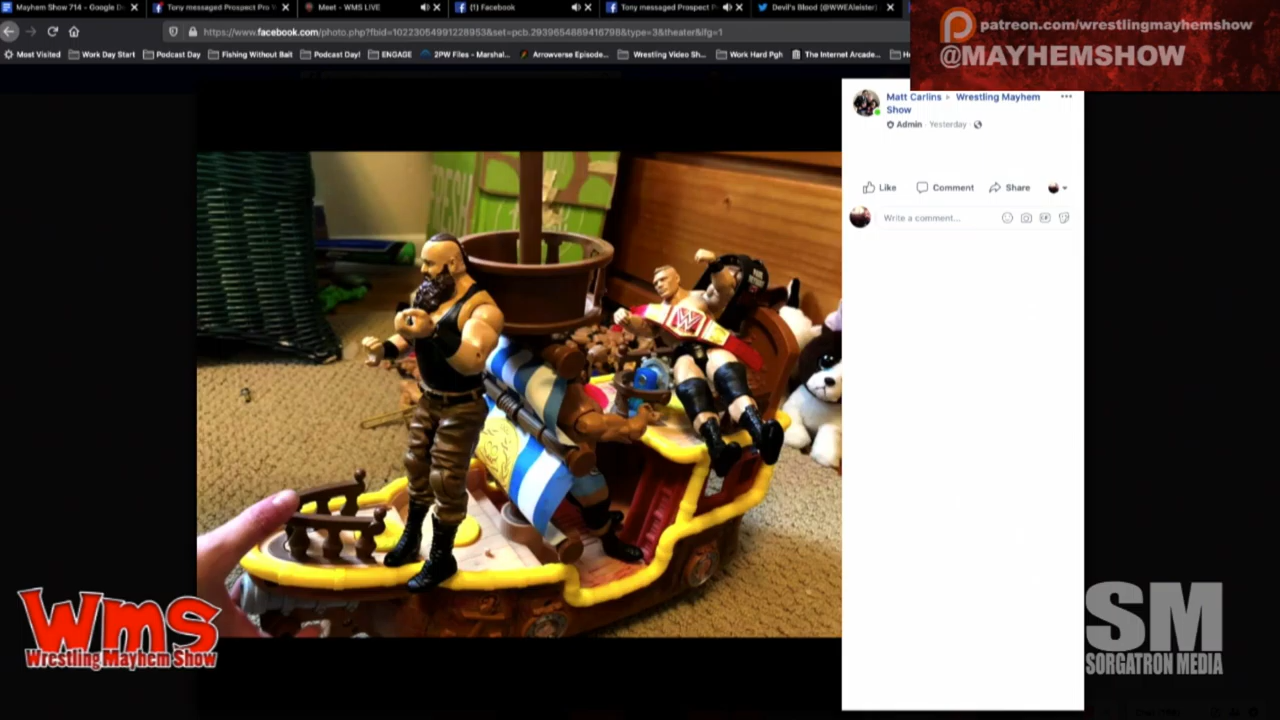 Mayhem Show 714 - Google D
Tony messaged Prospect Pro
Meet - WMS LIVE
(1) Facebook
Tony messaged Prospect
Devil's Blood (@WWEAleister)
https://www.facebook.com/photo.php?fbid=10223054991228953&set=pcb.2939654889416798&type=3&theater&ifg=1
Most Visited
Work Day Start
Podcast Day
Fishing Without Bait
Podcast Day!
ENGAGE
2PW Files - Marshal...
Arrowverse Episode...
Wrestling Video Sh...
Work Hard Pgh
The Internet Arcade...
patreon.com/wrestlingmayhemshow
@MAYHEMSHOW
Matt Carlins ▸ Wrestling Mayhem
Show
Admin · Yesterday ·
Like
Comment
Share
Write a comment...
FRESH
W
WMS
Wrestling Mayhem Show
SM
SORGATRON MEDIA